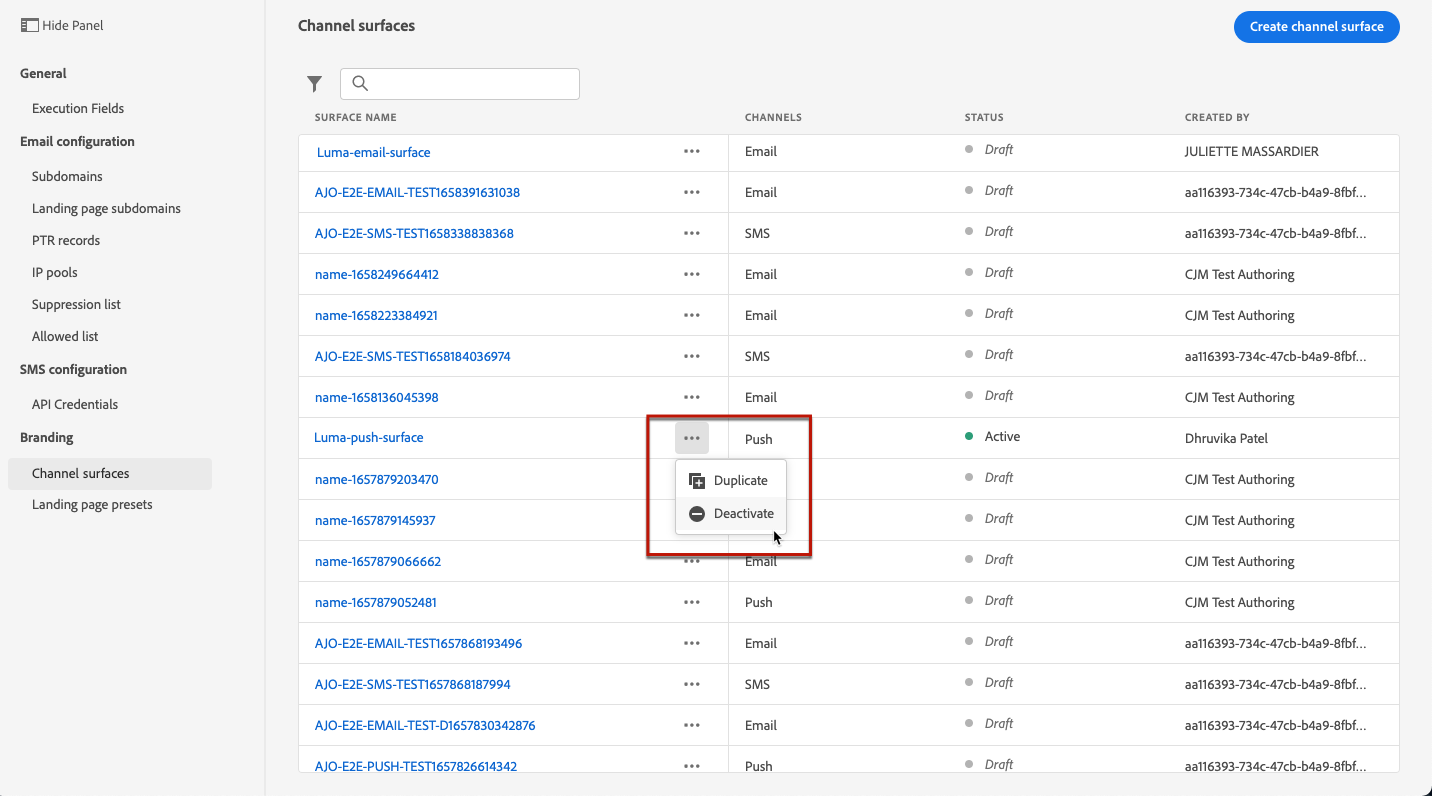 Hide Panel
General
Execution Fields
Email configuration
Subdomains
Landing page subdomains
PTR records
IP pools
Suppression list
Allowed list
SMS configuration
API Credentials
Branding
Channel surfaces
Landing page presets
Channel surfaces
Create channel surface
SURFACE NAME CHANNELS STATUS CREATED BY
Luma-email-surface Email Draft JULIETTE MASSARDIER
AJO-E2E-EMAIL-TEST1658391631038 Email Draft aa116393-734c-47cb-b4a9-8fbf...
AJO-E2E-SMS-TEST1658338838368 SMS Draft aa116393-734c-47cb-b4a9-8fbf...
name-1658249664412 Email Draft CJM Test Authoring
name-1658223384921 Email Draft CJM Test Authoring
AJO-E2E-SMS-TEST1658184036974 SMS Draft aa116393-734c-47cb-b4a9-8fbf...
name-1658136045398 Email Draft CJM Test Authoring
Luma-push-surface Push Active Dhruvika Patel
Duplicate
Deactivate
name-1657879203470 Draft CJM Test Authoring
name-1657879145937 Draft CJM Test Authoring
name-1657879066662 Email Draft CJM Test Authoring
name-1657879052481 Push Draft CJM Test Authoring
AJO-E2E-EMAIL-TEST1657868193496 Email Draft aa116393-734c-47cb-b4a9-8fbf...
AJO-E2E-SMS-TEST1657868187994 SMS Draft aa116393-734c-47cb-b4a9-8fbf...
AJO-E2E-EMAIL-TEST-D1657830342876 Email Draft aa116393-734c-47cb-b4a9-8fbf...
AJO-E2E-PUSH-TEST1657826614342 Push Draft aa116393-734c-47cb-b4a9-8fbf...